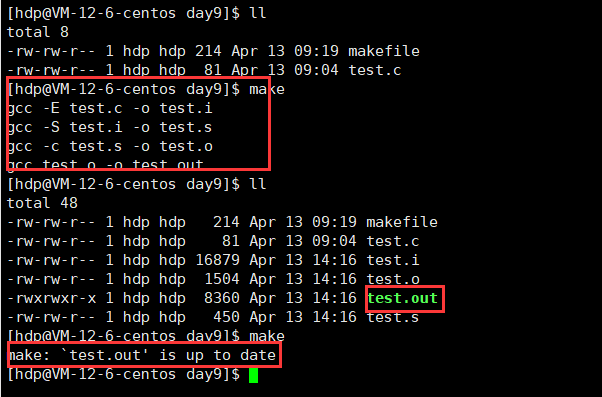 [hdp@VM-12-6-centos day9]$ ll
total 8
-rw-rw-r-- 1 hdp hdp 214 Apr 13 09:19 makefile
-rw-rw-r-- 1 hdp hdp  81 Apr 13 09:04 test.c
[hdp@VM-12-6-centos day9]$ make
gcc -E test.c -o test.i
gcc -S test.i -o test.s
gcc -c test.s -o test.o
gcc test.o -o test.out
[hdp@VM-12-6-centos day9]$ ll
total 48
-rw-rw-r-- 1 hdp hdp   214 Apr 13 09:19 makefile
-rw-rw-r-- 1 hdp hdp    81 Apr 13 09:04 test.c
-rw-rw-r-- 1 hdp hdp 16879 Apr 13 14:16 test.i
-rw-rw-r-- 1 hdp hdp  1504 Apr 13 14:16 test.o
-rwxrwxr-x 1 hdp hdp  8360 Apr 13 14:16 test.out
-rw-rw-r-- 1 hdp hdp   450 Apr 13 14:16 test.s
[hdp@VM-12-6-centos day9]$ make
make: `test.out' is up to date
[hdp@VM-12-6-centos day9]$